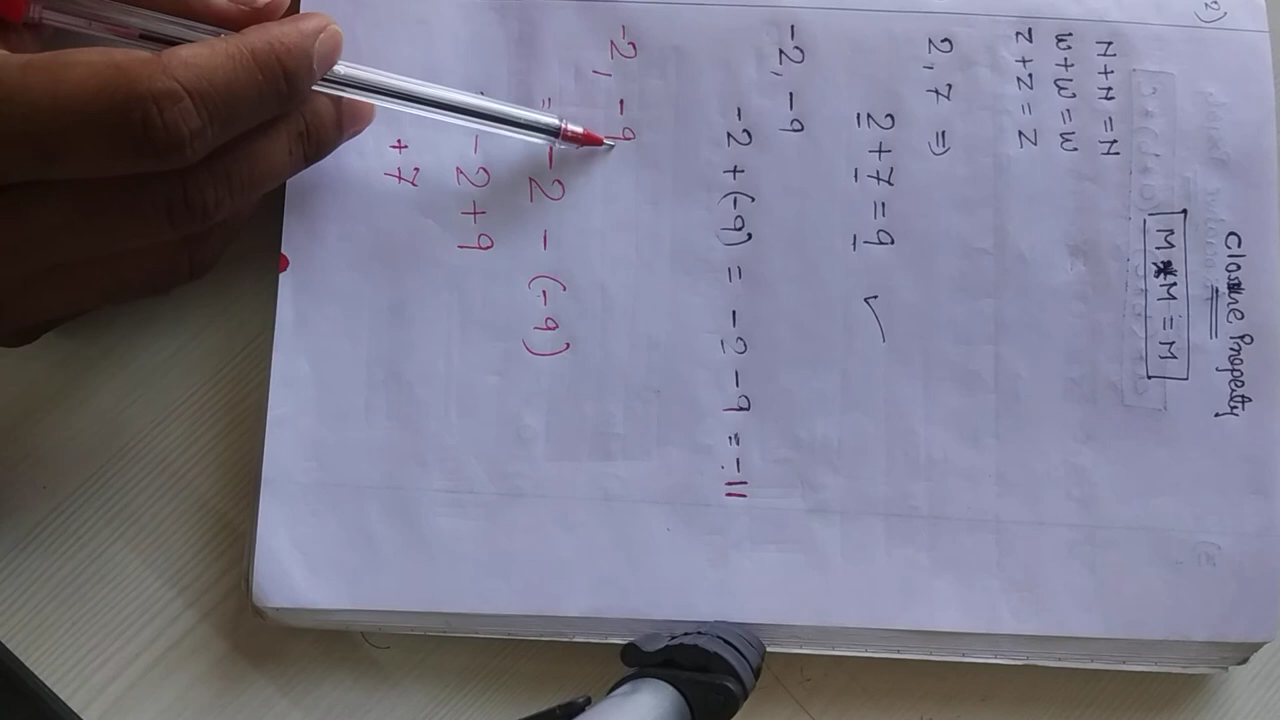 2)
Closure Property
M * M = M
N + N = N
W + W = W
Z + Z = Z
2, 7 ⇒
2 + 7 = 9 ✓
-2, -9
-2 + (-9) = -2 - 9 = -11
-2, -9
= -2 - (-9)
-2 + 9
+7